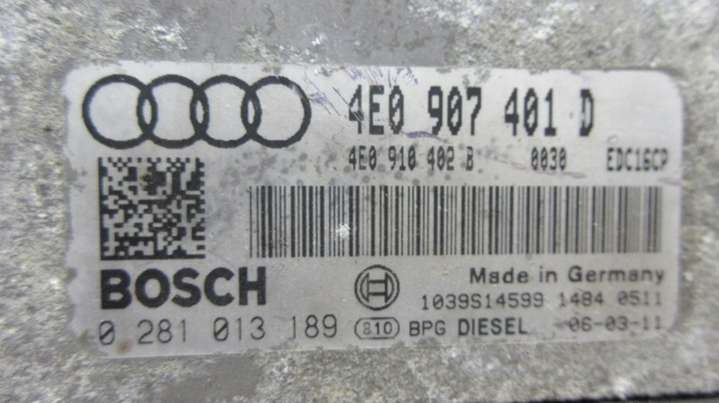 4E0 907 401 D
4E0 910 402 B 0030 EDC16CP
BOSCH
Made in Germany
1039S14599 1484 0511
0 281 013 189 810 BPG DIESEL 06-03-11